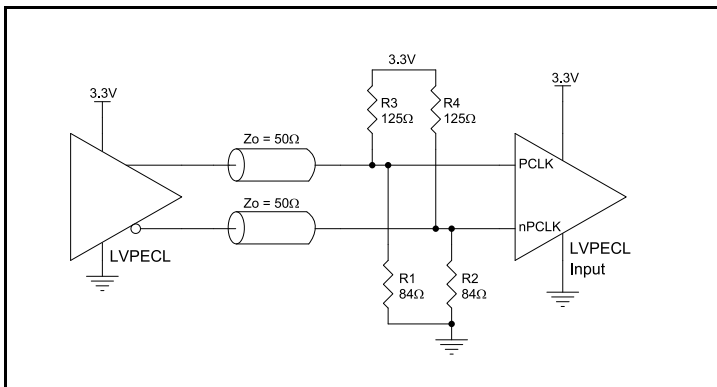 3.3V
3.3V
3.3V
R3
125Ω
R4
125Ω
Zo = 50Ω
PCLK
Zo = 50Ω
nPCLK
LVPECL
LVPECL
Input
R1
84Ω
R2
84Ω